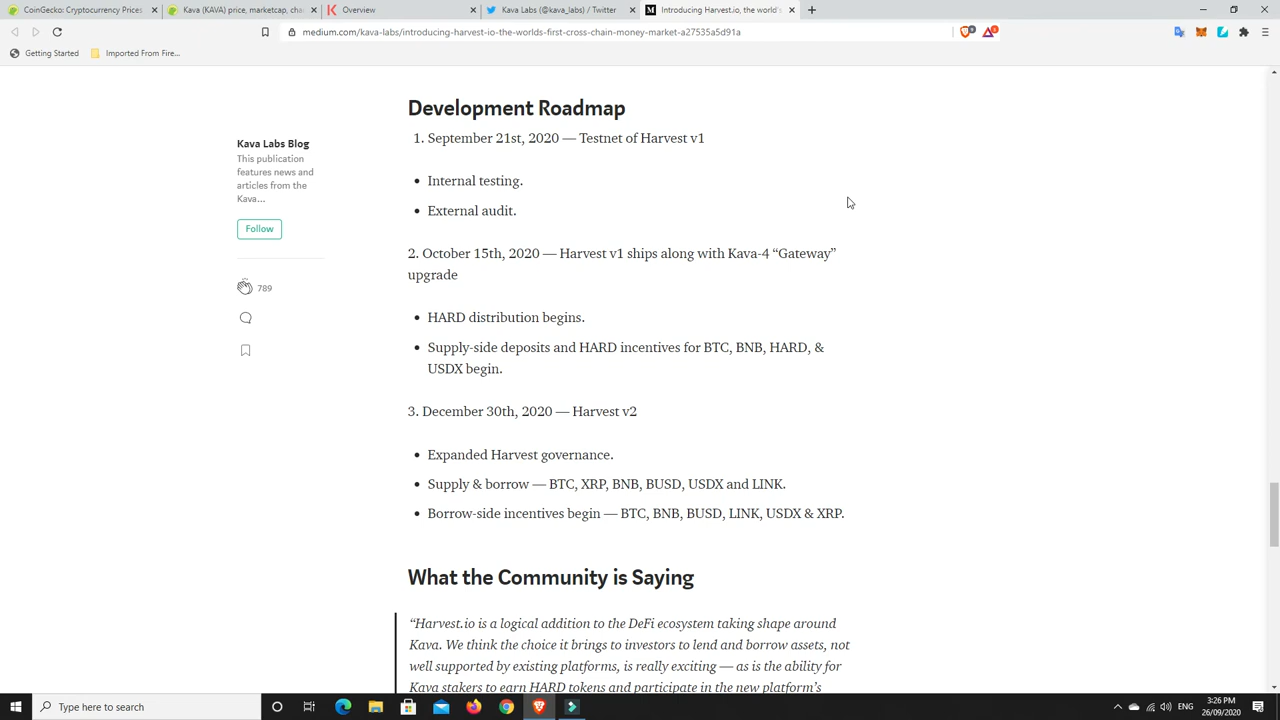 CoinGecko: Cryptocurrency Prices
Kava (KAVA) price, marketcap, cha
Overview
Kava Labs (@kava_labs) / Twitter
Introducing Harvest.io, the world's
medium.com/kava-labs/introducing-harvest-io-the-worlds-first-cross-chain-money-market-a27535a5d91a
Getting Started
Imported From Fire...
Development Roadmap
1. September 21st, 2020 — Testnet of Harvest v1
Kava Labs Blog
This publication
features news and
articles from the
Kava...
Follow
789
• Internal testing.
• External audit.
2. October 15th, 2020 — Harvest v1 ships along with Kava-4 “Gateway”
upgrade
• HARD distribution begins.
• Supply-side deposits and HARD incentives for BTC, BNB, HARD, &
USDX begin.
3. December 30th, 2020 — Harvest v2
• Expanded Harvest governance.
• Supply & borrow — BTC, XRP, BNB, BUSD, USDX and LINK.
• Borrow-side incentives begin — BTC, BNB, BUSD, LINK, USDX & XRP.
What the Community is Saying
“Harvest.io is a logical addition to the DeFi ecosystem taking shape around
Kava. We think the choice it brings to investors to lend and borrow assets, not
well supported by existing platforms, is really exciting — as is the ability for
Kava stakers to earn HARD tokens and participate in the new platform’s
Type here to search
ENG
3:26 PM
26/09/2020